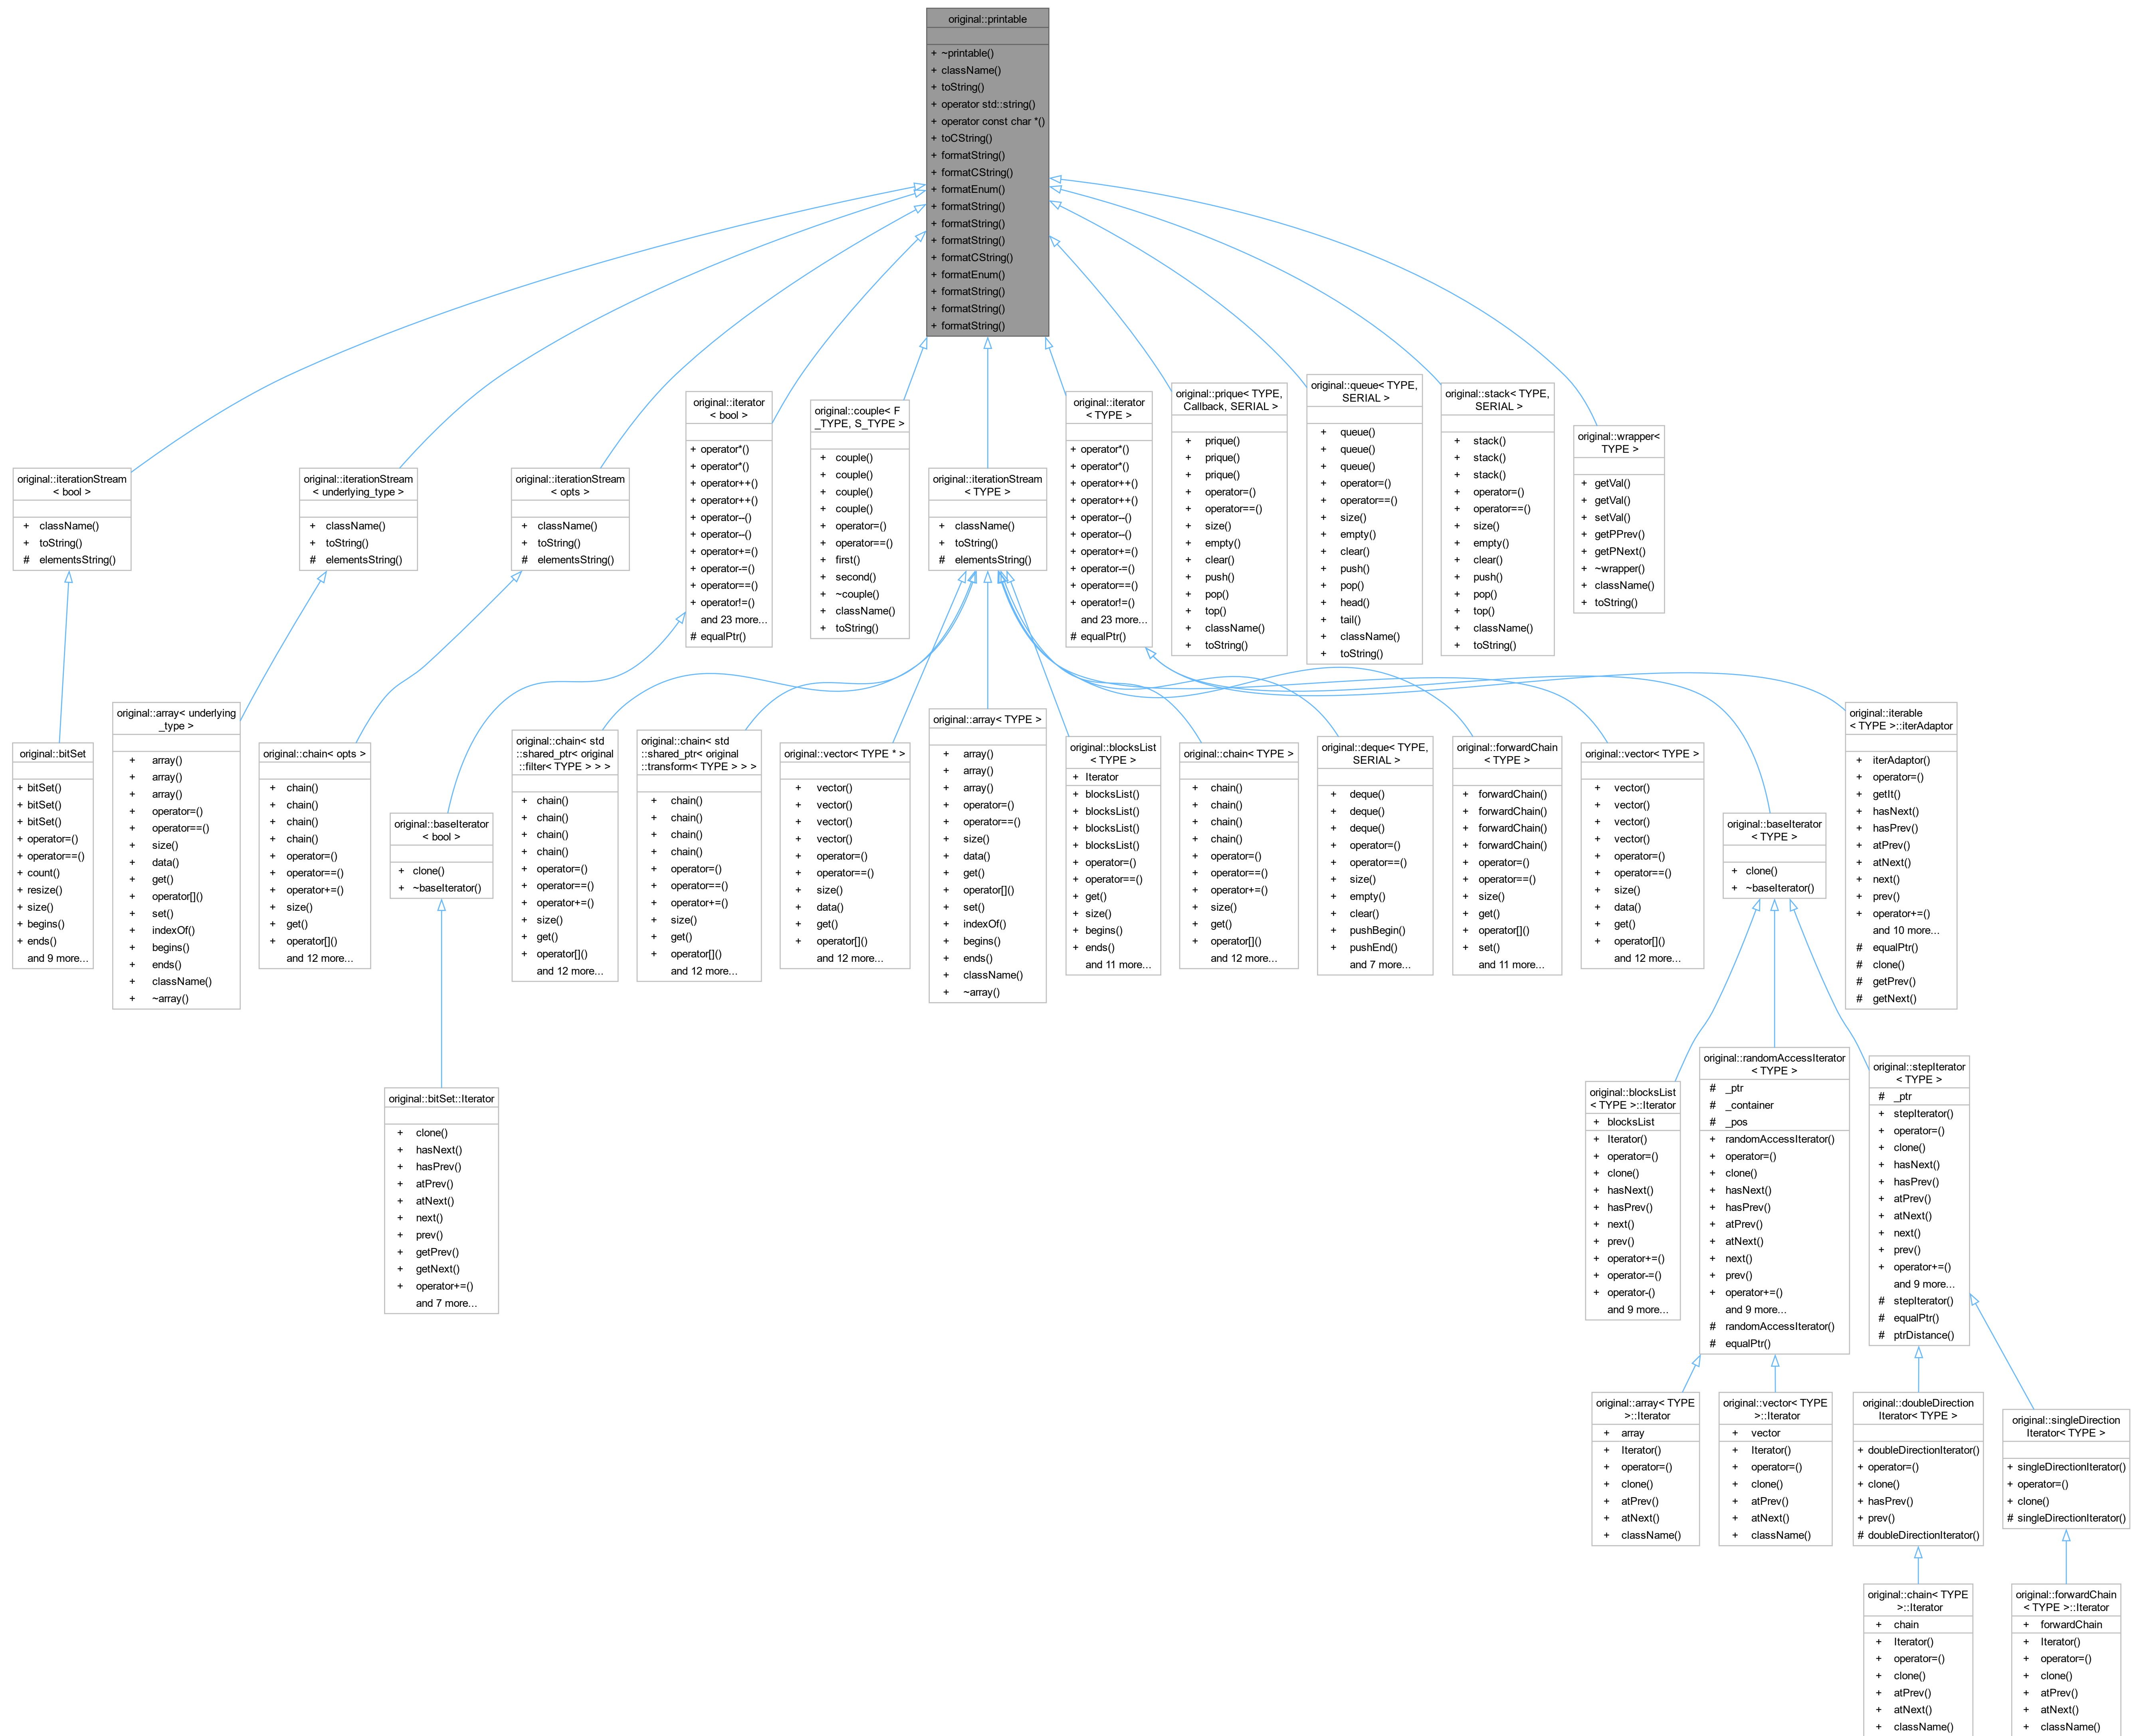 original::printable
+ ~printable()
+ className()
+ toString()
+ operator std::string()
+ operator const char *()
+ toCString()
+ formatString()
+ formatCString()
+ formatEnum()
+ formatString()
+ formatString()
+ formatString()
+ formatCString()
+ formatEnum()
+ formatString()
+ formatString()
+ formatString()
original::iterationStream
< bool >
+ className()
+ toString()
# elementsString()
original::iterationStream
< underlying_type >
+ className()
+ toString()
# elementsString()
original::iterationStream
< opts >
+ className()
+ toString()
# elementsString()
original::iterator
< bool >
+ operator*()
+ operator*()
+ operator++()
+ operator++()
+ operator--()
+ operator--()
+ operator+=()
+ operator-=()
+ operator==()
+ operator!=()
and 23 more...
# equalPtr()
original::couple< F
_TYPE, S_TYPE >
+ couple()
+ couple()
+ couple()
+ couple()
+ operator=()
+ operator==()
+ first()
+ second()
+ ~couple()
+ className()
+ toString()
original::iterationStream
< TYPE >
+ className()
+ toString()
# elementsString()
original::iterator
< TYPE >
+ operator*()
+ operator*()
+ operator++()
+ operator++()
+ operator--()
+ operator--()
+ operator+=()
+ operator-=()
+ operator==()
+ operator!=()
and 23 more...
# equalPtr()
original::prique< TYPE,
Callback, SERIAL >
+ prique()
+ prique()
+ prique()
+ operator=()
+ operator==()
+ size()
+ empty()
+ clear()
+ push()
+ pop()
+ top()
+ className()
+ toString()
original::queue< TYPE,
SERIAL >
+ queue()
+ queue()
+ queue()
+ operator=()
+ operator==()
+ size()
+ empty()
+ clear()
+ push()
+ pop()
+ head()
+ tail()
+ className()
+ toString()
original::stack< TYPE,
SERIAL >
+ stack()
+ stack()
+ stack()
+ operator=()
+ operator==()
+ size()
+ empty()
+ clear()
+ push()
+ pop()
+ top()
+ className()
+ toString()
original::wrapper<
TYPE >
+ getVal()
+ getVal()
+ setVal()
+ getPPrev()
+ getPNext()
+ ~wrapper()
+ className()
+ toString()
original::bitSet
+ bitSet()
+ bitSet()
+ bitSet()
+ operator=()
+ operator==()
+ count()
+ resize()
+ size()
+ begins()
+ ends()
and 9 more...
original::array< underlying
_type >
+ array()
+ array()
+ array()
+ operator=()
+ operator==()
+ size()
+ data()
+ get()
+ operator[]()
+ set()
+ indexOf()
+ begins()
+ ends()
+ className()
+ ~array()
original::chain< opts >
+ chain()
+ chain()
+ chain()
+ chain()
+ operator=()
+ operator==()
+ operator+=()
+ size()
+ get()
+ operator[]()
and 12 more...
original::baseIterator
< bool >
+ clone()
+ ~baseIterator()
original::chain< std
::shared_ptr< original
::filter< TYPE > > >
+ chain()
+ chain()
+ chain()
+ chain()
+ operator=()
+ operator==()
+ operator+=()
+ size()
+ get()
+ operator[]()
and 12 more...
original::chain< std
::shared_ptr< original
::transform< TYPE > > >
+ chain()
+ chain()
+ chain()
+ chain()
+ operator=()
+ operator==()
+ operator+=()
+ size()
+ get()
+ operator[]()
and 12 more...
original::vector< TYPE * >
+ vector()
+ vector()
+ vector()
+ vector()
+ operator=()
+ operator==()
+ size()
+ data()
+ get()
+ operator[]()
and 12 more...
original::array< TYPE >
+ array()
+ array()
+ array()
+ operator=()
+ operator==()
+ size()
+ data()
+ get()
+ operator[]()
+ set()
+ indexOf()
+ begins()
+ ends()
+ className()
+ ~array()
original::blocksList
< TYPE >
+ Iterator
+ blocksList()
+ blocksList()
+ blocksList()
+ blocksList()
+ operator=()
+ operator==()
+ get()
+ size()
+ begins()
+ ends()
and 11 more...
original::chain< TYPE >
+ chain()
+ chain()
+ chain()
+ chain()
+ operator=()
+ operator==()
+ operator+=()
+ size()
+ get()
+ operator[]()
and 12 more...
original::deque< TYPE,
SERIAL >
+ deque()
+ deque()
+ deque()
+ operator=()
+ operator==()
+ size()
+ empty()
+ clear()
+ pushBegin()
+ pushEnd()
and 7 more...
original::forwardChain
< TYPE >
+ forwardChain()
+ forwardChain()
+ forwardChain()
+ forwardChain()
+ operator=()
+ operator==()
+ size()
+ get()
+ operator[]()
+ set()
and 11 more...
original::vector< TYPE >
+ vector()
+ vector()
+ vector()
+ vector()
+ operator=()
+ operator==()
+ size()
+ data()
+ get()
+ operator[]()
and 12 more...
original::baseIterator
< TYPE >
+ clone()
+ ~baseIterator()
original::iterable
< TYPE >::iterAdaptor
+ iterAdaptor()
+ operator=()
+ getIt()
+ hasNext()
+ hasPrev()
+ atPrev()
+ atNext()
+ next()
+ prev()
+ operator+=()
and 10 more...
# equalPtr()
# clone()
# getPrev()
# getNext()
original::bitSet::Iterator
+ clone()
+ hasNext()
+ hasPrev()
+ atPrev()
+ atNext()
+ next()
+ prev()
+ getPrev()
+ getNext()
+ operator+=()
and 7 more...
original::blocksList
< TYPE >::Iterator
+ blocksList
+ Iterator()
+ operator=()
+ clone()
+ hasNext()
+ hasPrev()
+ next()
+ prev()
+ operator+=()
+ operator-=()
+ operator-()
and 9 more...
original::randomAccessIterator
< TYPE >
# _ptr
# _container
# _pos
+ randomAccessIterator()
+ operator=()
+ clone()
+ hasNext()
+ hasPrev()
+ atPrev()
+ atNext()
+ next()
+ prev()
+ operator+=()
and 9 more...
# randomAccessIterator()
# equalPtr()
original::stepIterator
< TYPE >
# _ptr
+ stepIterator()
+ operator=()
+ clone()
+ hasNext()
+ hasPrev()
+ atPrev()
+ atNext()
+ next()
+ prev()
+ operator+=()
and 9 more...
# stepIterator()
# equalPtr()
# ptrDistance()
original::array< TYPE
>::Iterator
+ array
+ Iterator()
+ operator=()
+ clone()
+ atPrev()
+ atNext()
+ className()
original::vector< TYPE
>::Iterator
+ vector
+ Iterator()
+ operator=()
+ clone()
+ atPrev()
+ atNext()
+ className()
original::doubleDirection
Iterator< TYPE >
+ doubleDirectionIterator()
+ operator=()
+ clone()
+ hasPrev()
+ prev()
# doubleDirectionIterator()
original::singleDirection
Iterator< TYPE >
+ singleDirectionIterator()
+ operator=()
+ clone()
# singleDirectionIterator()
original::chain< TYPE
>::Iterator
+ chain
+ Iterator()
+ operator=()
+ clone()
+ atPrev()
+ atNext()
+ className()
original::forwardChain
< TYPE >::Iterator
+ forwardChain
+ Iterator()
+ operator=()
+ clone()
+ atPrev()
+ atNext()
+ className()